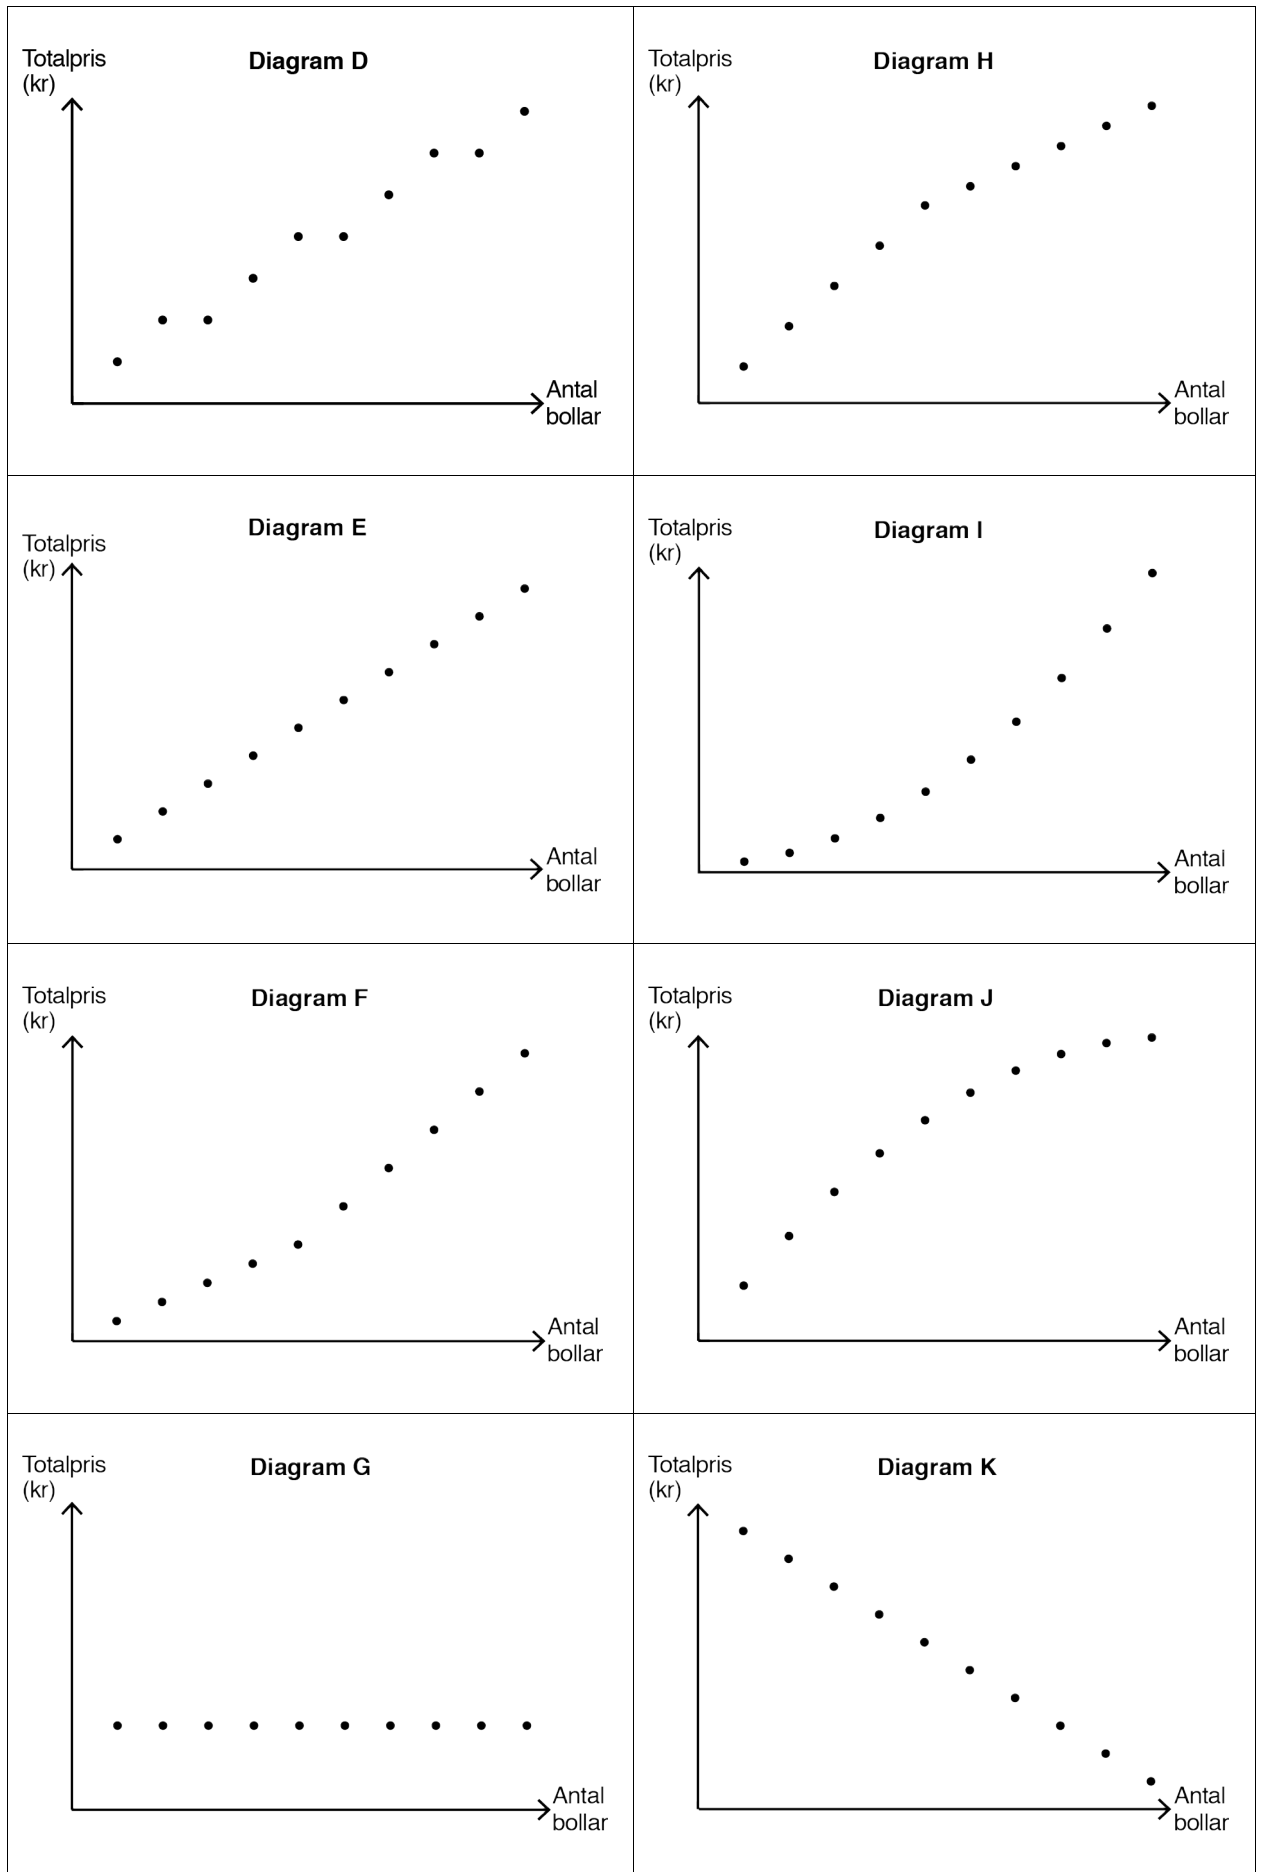 Totalpris
(kr)
Diagram D
Antal
bollar
Totalpris
(kr)
Diagram H
Antal
bollar
Totalpris
(kr)
Diagram E
Antal
bollar
Totalpris
(kr)
Diagram I
Antal
bollar
Totalpris
(kr)
Diagram F
Antal
bollar
Totalpris
(kr)
Diagram J
Antal
bollar
Totalpris
(kr)
Diagram G
Antal
bollar
Totalpris
(kr)
Diagram K
Antal
bollar